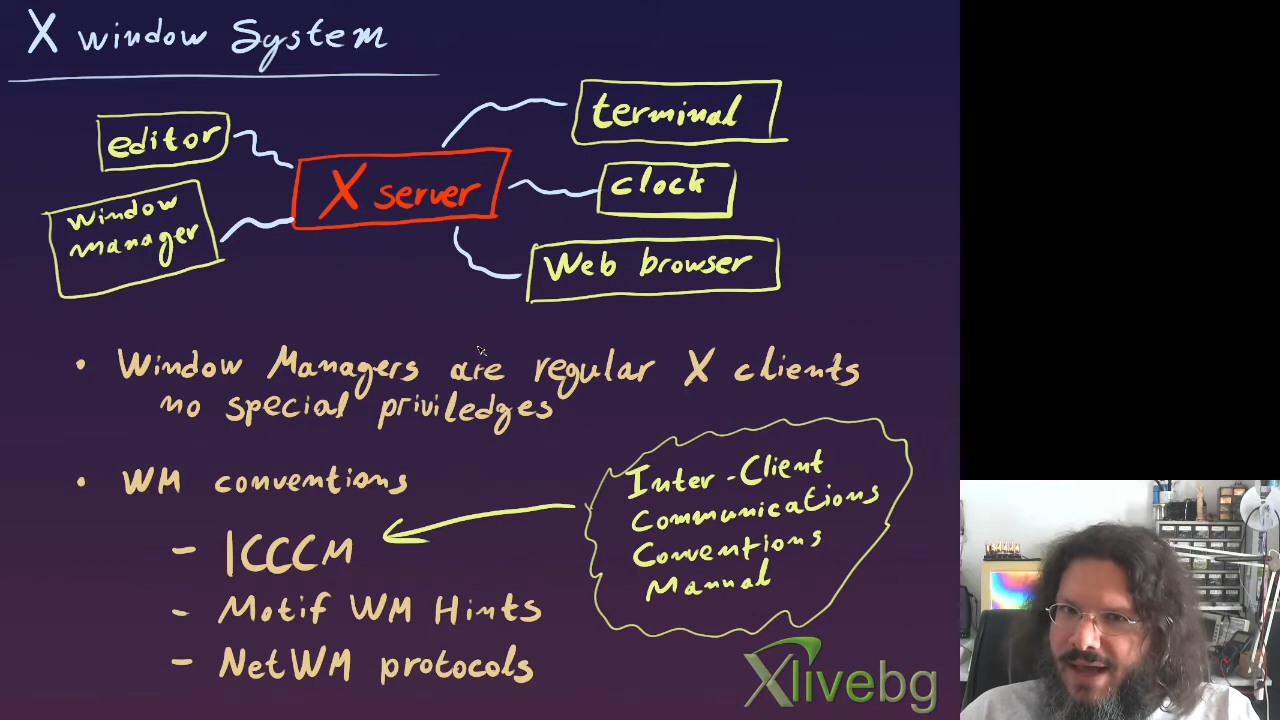 X window System
editor
terminal
X server
clock
Window
Manager
Web browser
• Window Managers are regular X clients
no special priviledges
• WM conventions
- ICCCM
- Motif WM Hints
- NetWM protocols
Inter-Client
Communications
Conventions
Manual
Xlivebg